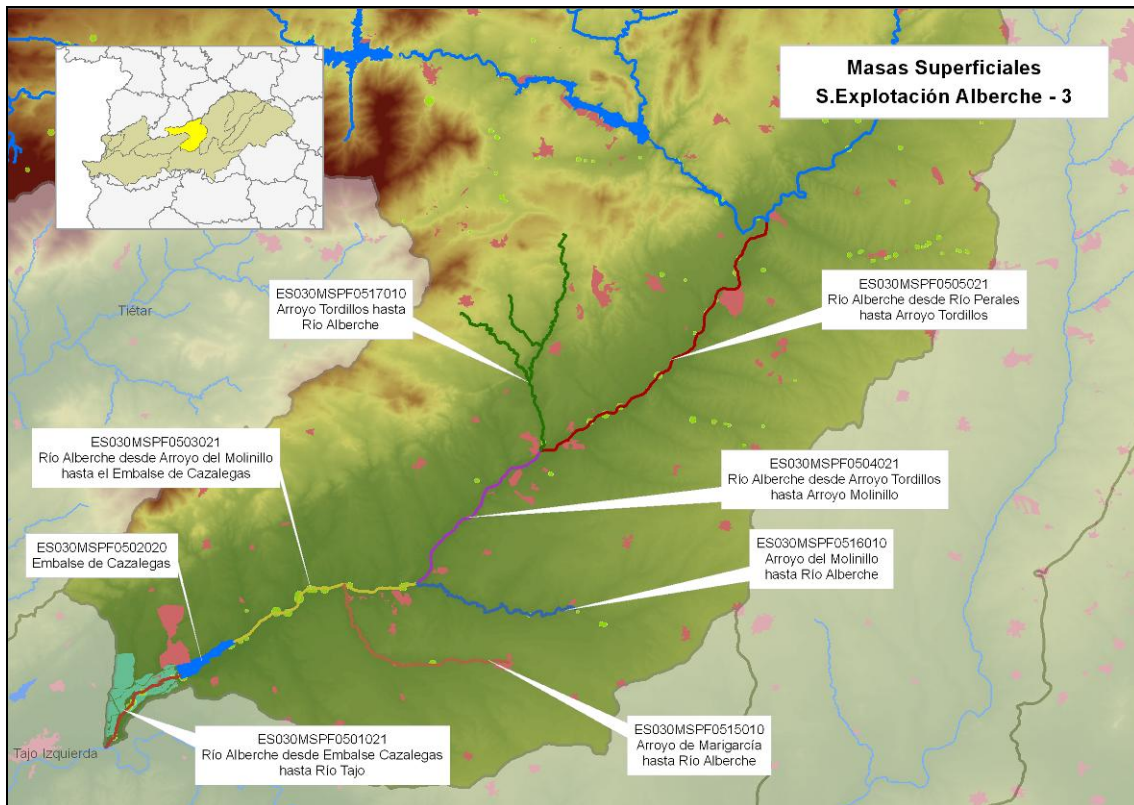 Masas Superficiales
S.Explotación Alberche - 3
ES030MSPF0517010
Arroyo Tordillos hasta
Río Alberche
ES030MSPF0505021
Río Alberche desde Río Perales
hasta Arroyo Tordillos
Tiétar
ES030MSPF0503021
Río Alberche desde Arroyo del Molinillo
hasta el Embalse de Cazalegas
ES030MSPF0504021
Río Alberche desde Arroyo Tordillos
hasta Arroyo Molinillo
ES030MSPF0502020
Embalse de Cazalegas
ES030MSPF0516010
Arroyo del Molinillo
hasta Río Alberche
ES030MSPF0515010
Arroyo de Marigarcía
hasta Río Alberche
ES030MSPF0501021
Río Alberche desde Embalse Cazalegas
hasta Río Tajo
Tajo Izquierda